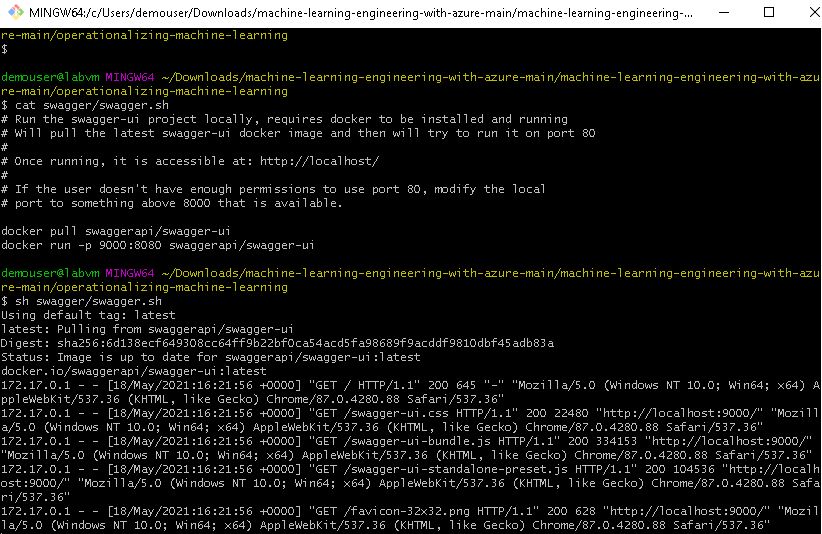 MINGW64:/c/Users/demouser/Downloads/machine-learning-engineering-with-azure-main/machine-learning-engineering-...
re-main/operationalizing-machine-learning
$
demouser@labvm MINGW64 ~/Downloads/machine-learning-engineering-with-azure-main/machine-learning-engineering-with-azu
re-main/operationalizing-machine-learning
$ cat swagger/swagger.sh
# Run the swagger-ui project locally, requires docker to be installed and running
# Will pull the latest swagger-ui docker image and then will try to run it on port 80
#
# Once running, it is accessible at: http://localhost/
#
# If the user doesn't have enough permissions to use port 80, modify the local
# port to something above 8000 that is available.
docker pull swaggerapi/swagger-ui
docker run -p 9000:8080 swaggerapi/swagger-ui
demouser@labvm MINGW64 ~/Downloads/machine-learning-engineering-with-azure-main/machine-learning-engineering-with-azu
re-main/operationalizing-machine-learning
$ sh swagger/swagger.sh
Using default tag: latest
latest: Pulling from swaggerapi/swagger-ui
Digest: sha256:6d138ecf649308cc64ff9b22bf0ca54acd5fa98689f9acddf9810dbf45adb83a
Status: Image is up to date for swaggerapi/swagger-ui:latest
docker.io/swaggerapi/swagger-ui:latest
172.17.0.1 - - [18/May/2021:16:21:56 +0000] "GET / HTTP/1.1" 200 645 "-" "Mozilla/5.0 (Windows NT 10.0; Win64; x64) A
ppleWebKit/537.36 (KHTML, like Gecko) Chrome/87.0.4280.88 Safari/537.36"
172.17.0.1 - - [18/May/2021:16:21:56 +0000] "GET /swagger-ui.css HTTP/1.1" 200 22480 "http://localhost:9000/" "Mozill
a/5.0 (Windows NT 10.0; Win64; x64) AppleWebKit/537.36 (KHTML, like Gecko) Chrome/87.0.4280.88 Safari/537.36"
172.17.0.1 - - [18/May/2021:16:21:56 +0000] "GET /swagger-ui-bundle.js HTTP/1.1" 200 334153 "http://localhost:9000/"
"Mozilla/5.0 (Windows NT 10.0; Win64; x64) AppleWebKit/537.36 (KHTML, like Gecko) Chrome/87.0.4280.88 Safari/537.36"
172.17.0.1 - - [18/May/2021:16:21:56 +0000] "GET /swagger-ui-standalone-preset.js HTTP/1.1" 200 104536 "http://localh
ost:9000/" "Mozilla/5.0 (Windows NT 10.0; Win64; x64) AppleWebKit/537.36 (KHTML, like Gecko) Chrome/87.0.4280.88 Safa
ri/537.36"
172.17.0.1 - - [18/May/2021:16:21:56 +0000] "GET /favicon-32x32.png HTTP/1.1" 200 628 "http://localhost:9000/" "Mozil
la/5.0 (Windows NT 10.0; Win64; x64) AppleWebKit/537.36 (KHTML, like Gecko) Chrome/87.0.4280.88 Safari/537.36"